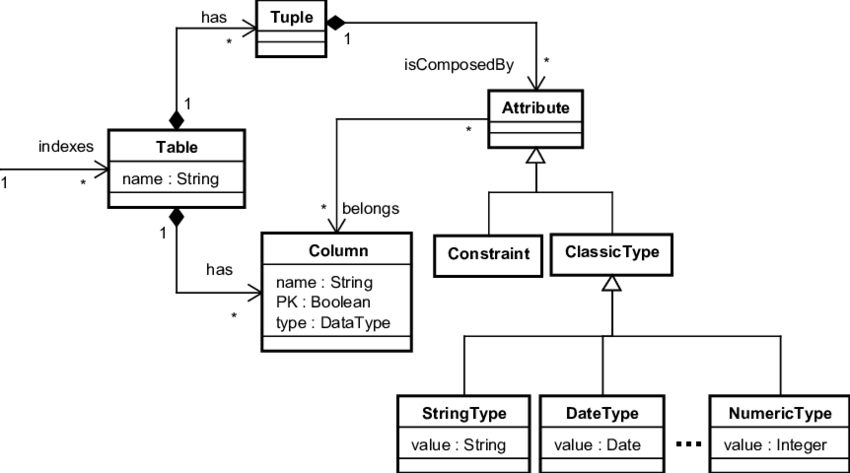 has
Tuple
*
1
isComposedBy
*
Attribute
*
1
indexes
Table
1
*
name : String
* belongs
1
Column
Constraint
ClassicType
has
name : String
PK : Boolean
*
type : DataType
StringType
DateType
NumericType
value : String
value : Date
...
value : Integer